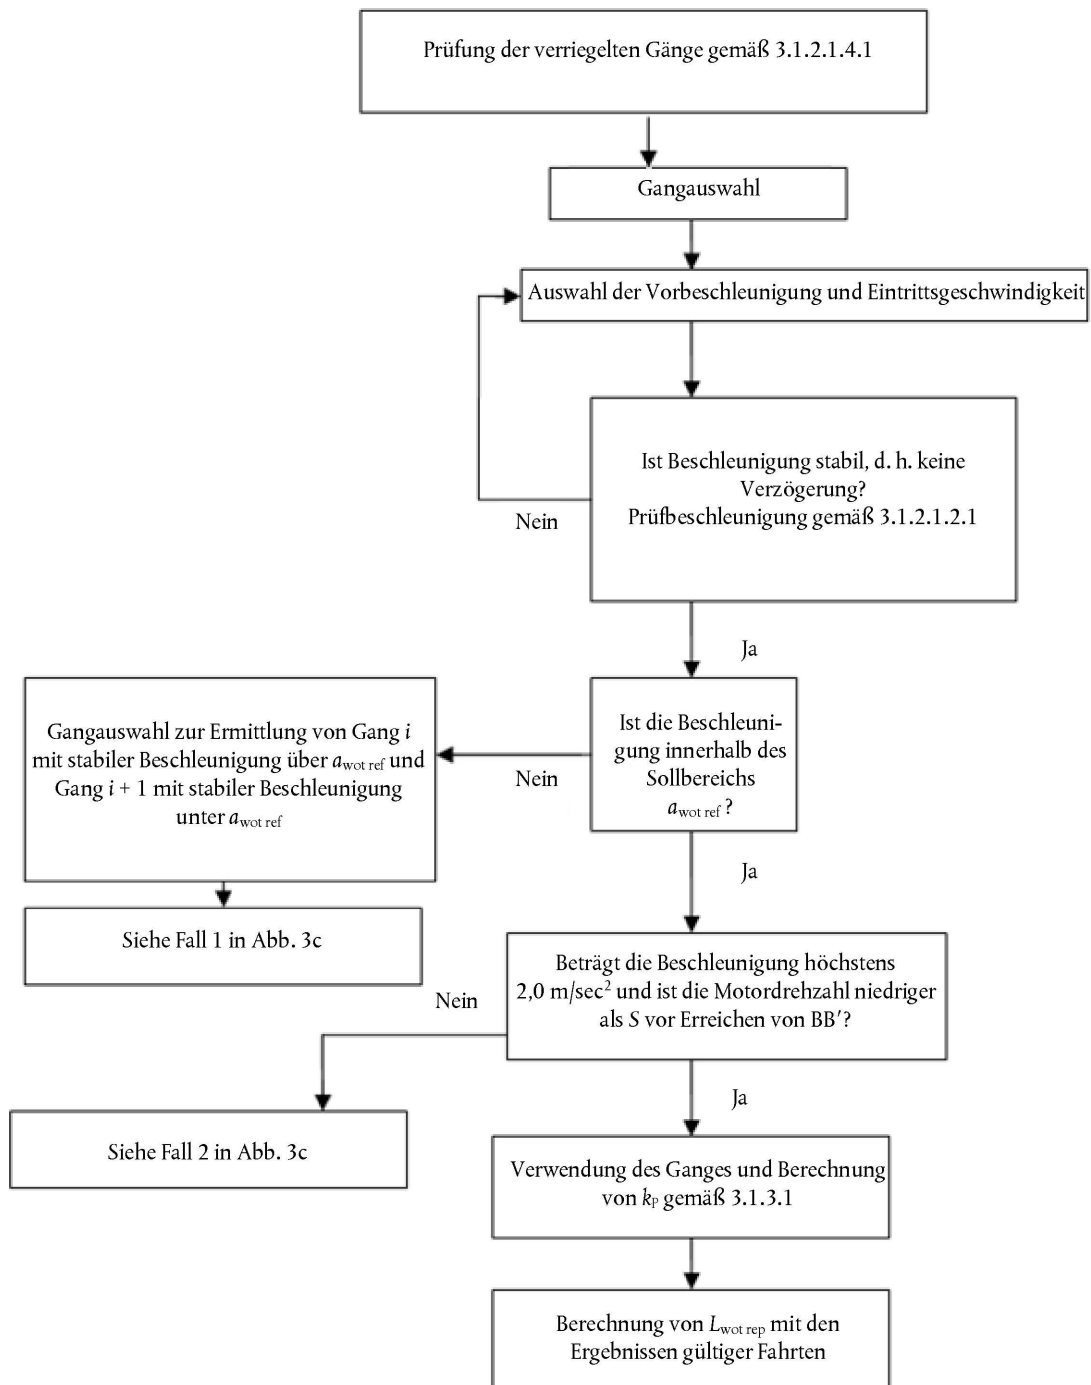 Prüfung der verriegelten Gänge gemäß 3.1.2.1.4.1
Gangauswahl
Auswahl der Vorbeschleunigung und Eintrittsgeschwindigkeit
Ist Beschleunigung stabil, d. h. keine
Verzögerung?
Prüfbeschleunigung gemäß 3.1.2.1.2.1
Nein
Ja
Ist die Beschleuni-
gung innerhalb des
Sollbereichs
a wot ref ?
Nein
Gangauswahl zur Ermittlung von Gang i
mit stabiler Beschleunigung über a wot ref und
Gang i + 1 mit stabiler Beschleunigung
unter a wot ref
Siehe Fall 1 in Abb. 3c
Ja
Beträgt die Beschleunigung höchstens
2,0 m/sec² und ist die Motordrehzahl niedriger
als S vor Erreichen von BB′?
Nein
Siehe Fall 2 in Abb. 3c
Ja
Verwendung des Ganges und Berechnung
von kP gemäß 3.1.3.1
Berechnung von L wot rep mit den
Ergebnissen gültiger Fahrten